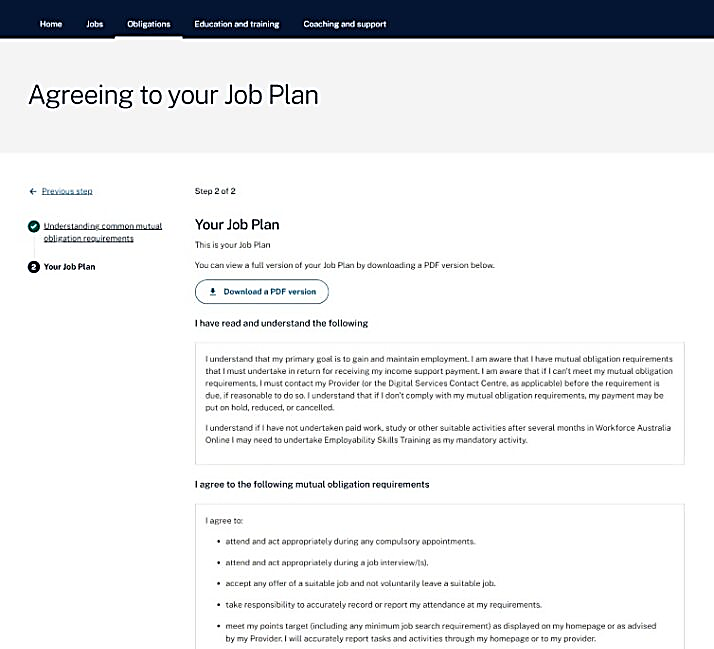 Home Jobs Obligations Education and training Coaching and support
Agreeing to your Job Plan
← Previous step
Understanding common mutual
obligation requirements
2 Your Job Plan
Step 2 of 2
Your Job Plan
This is your Job Plan
You can view a full version of your Job Plan by downloading a PDF version below.
Download a PDF version
I have read and understand the following
I understand that my primary goal is to gain and maintain employment. I am aware that I have mutual obligation requirements
that I must undertake in return for receiving my income support payment. I am aware that if I can't meet my mutual obligation
requirements, I must contact my Provider (or the Digital Services Contact Centre, as applicable) before the requirement is
due, if reasonable to do so. I understand that if I don't comply with my mutual obligation requirements, my payment may be
put on hold, reduced, or cancelled.
I understand if I have not undertaken paid work, study or other suitable activities after several months in Workforce Australia
Online I may need to undertake Employability Skills Training as my mandatory activity.
I agree to the following mutual obligation requirements
I agree to:
• attend and act appropriately during any compulsory appointments.
• attend and act appropriately during a job interview/(s).
• accept any offer of a suitable job and not voluntarily leave a suitable job.
• take responsibility to accurately record or report my attendance at my requirements.
• meet my points target (including any minimum job search requirement) as displayed on my homepage or as advised
by my Provider. I will accurately report tasks and activities through my homepage or to my provider.